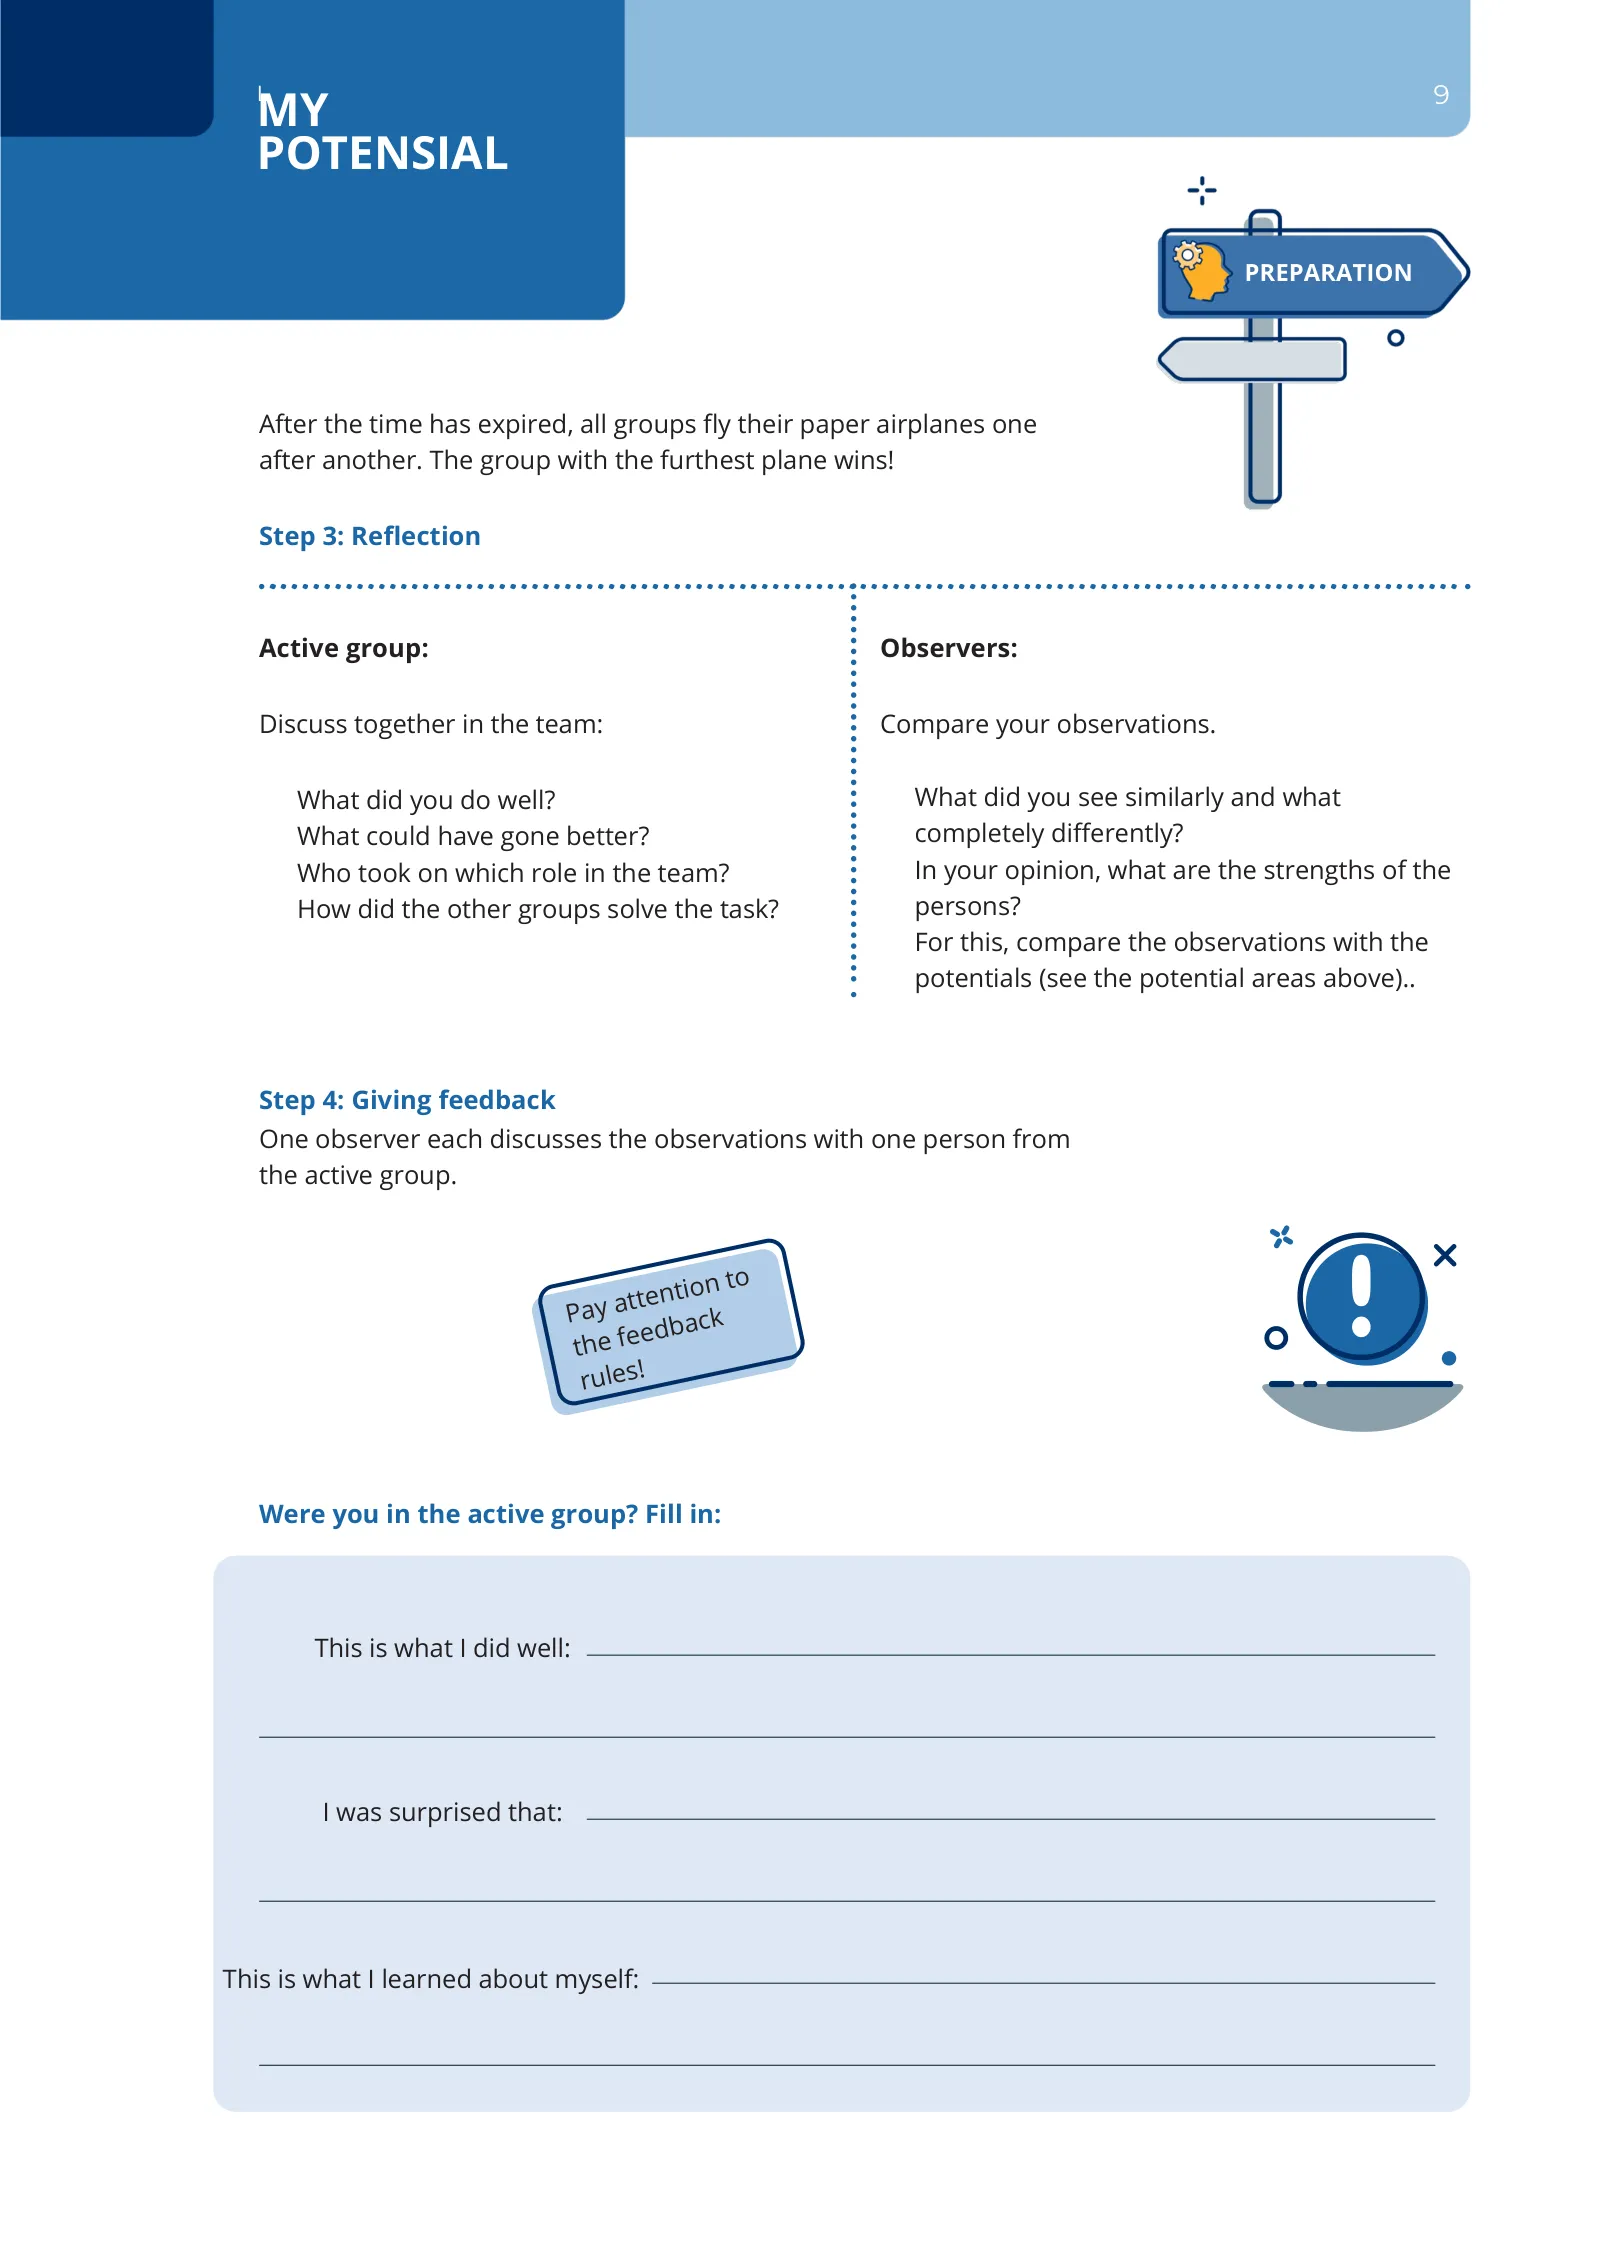 MY
POTENSIAL
9
PREPARATION
After the time has expired, all groups fly their paper airplanes one
after another. The group with the furthest plane wins!
Step 3: Reflection
Active group:
Discuss together in the team:
What did you do well?
What could have gone better?
Who took on which role in the team?
How did the other groups solve the task?
Observers:
Compare your observations.
What did you see similarly and what
completely differently?
In your opinion, what are the strengths of the
persons?
For this, compare the observations with the
potentials (see the potential areas above)..
Step 4: Giving feedback
One observer each discusses the observations with one person from
the active group.
Pay attention to
the feedback
rules!
Were you in the active group? Fill in:
This is what I did well:
I was surprised that:
This is what I learned about myself: